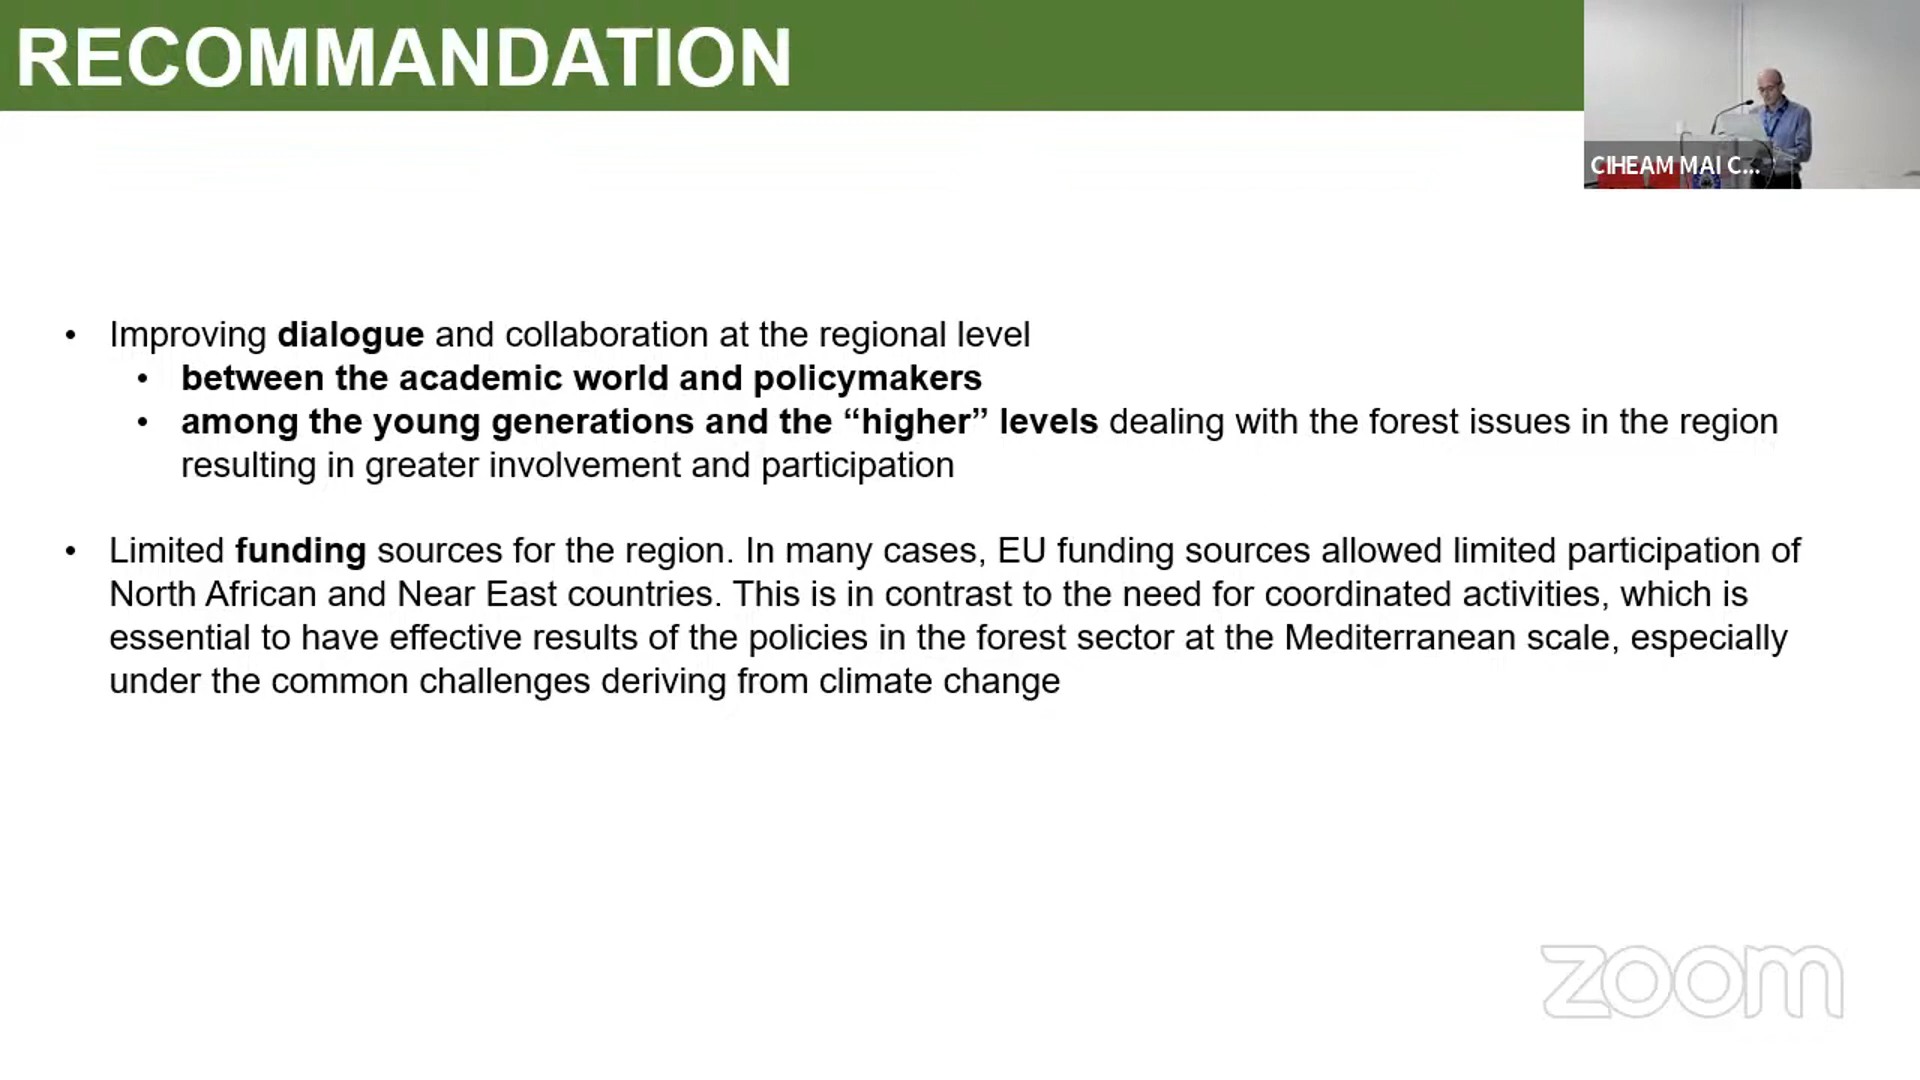 RECOMMANDATION
CIHEAM MAI C...
• Improving dialogue and collaboration at the regional level
• between the academic world and policymakers
• among the young generations and the “higher” levels dealing with the forest issues in the region
resulting in greater involvement and participation
• Limited funding sources for the region. In many cases, EU funding sources allowed limited participation of
North African and Near East countries. This is in contrast to the need for coordinated activities, which is
essential to have effective results of the policies in the forest sector at the Mediterranean scale, especially
under the common challenges deriving from climate change
zoom